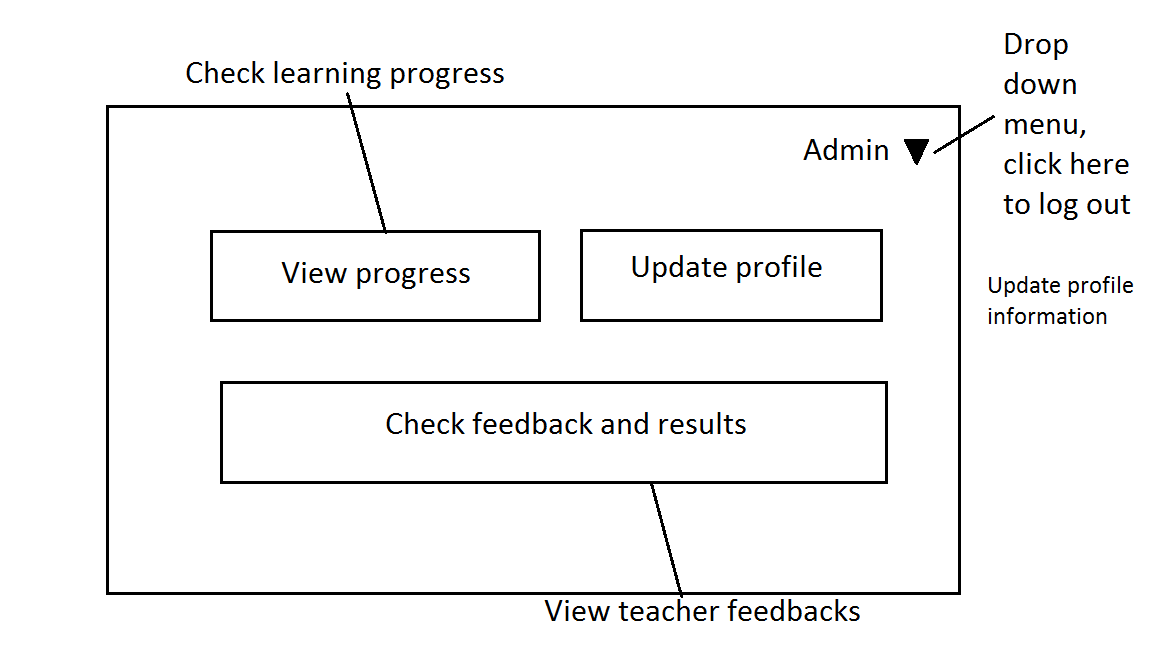 Check learning progress
Drop
down
menu,
click here
to log out
Admin
View progress
Update profile
Update profile
information
Check feedback and results
View teacher feedbacks